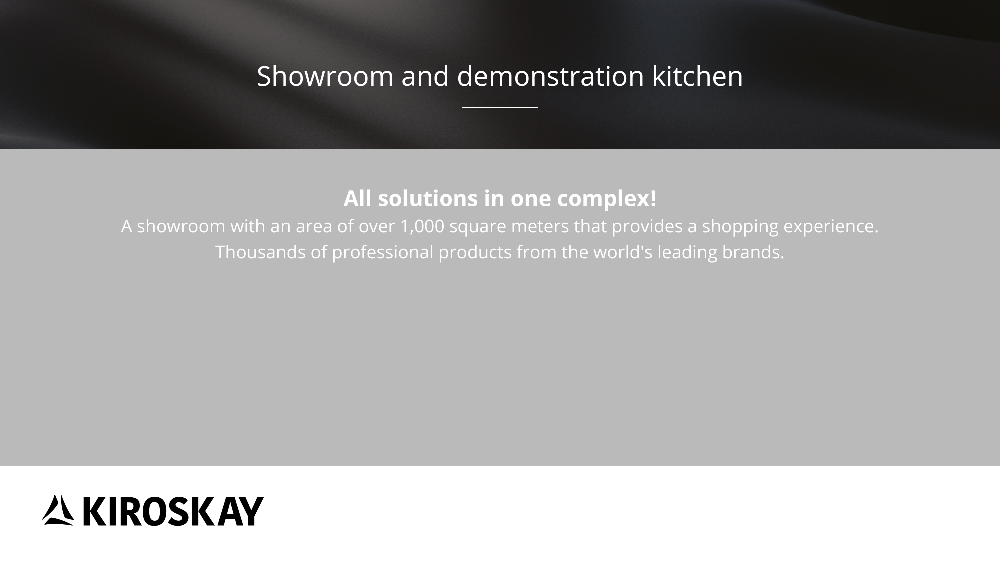 Showroom and demonstration kitchen
All solutions in one complex!
A showroom with an area of over 1,000 square meters that provides a shopping experience.
Thousands of professional products from the world's leading brands.
KIROSKAY